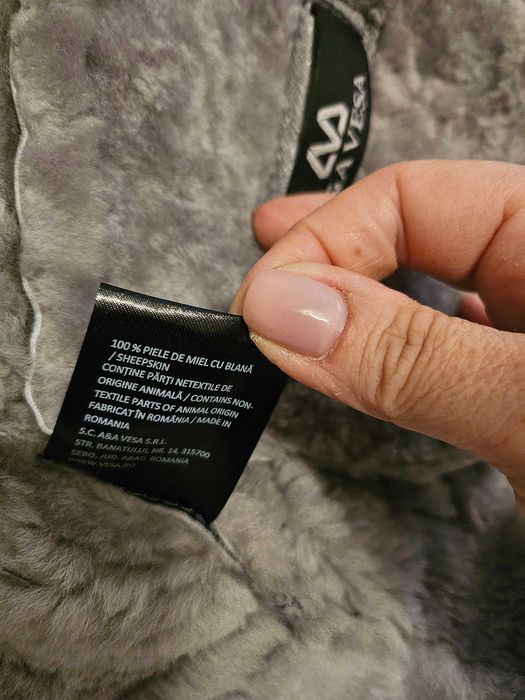 A VESA
100 % PIELE DE MIEL CU BLANĂ
/ SHEEPSKIN
CONȚINE PĂRȚI NETEXTILE DE
ORIGINE ANIMALĂ / CONTAINS NON-
TEXTILE PARTS OF ANIMAL ORIGIN
FABRICAT ÎN ROMÂNIA / MADE IN
ROMANIA
S.C. A&A VESA S.R.L.
STR. BANATULUI, NR. 14, 315700
SEBIȘ, JUD. ARAD, ROMANIA
WWW.VESA.RO